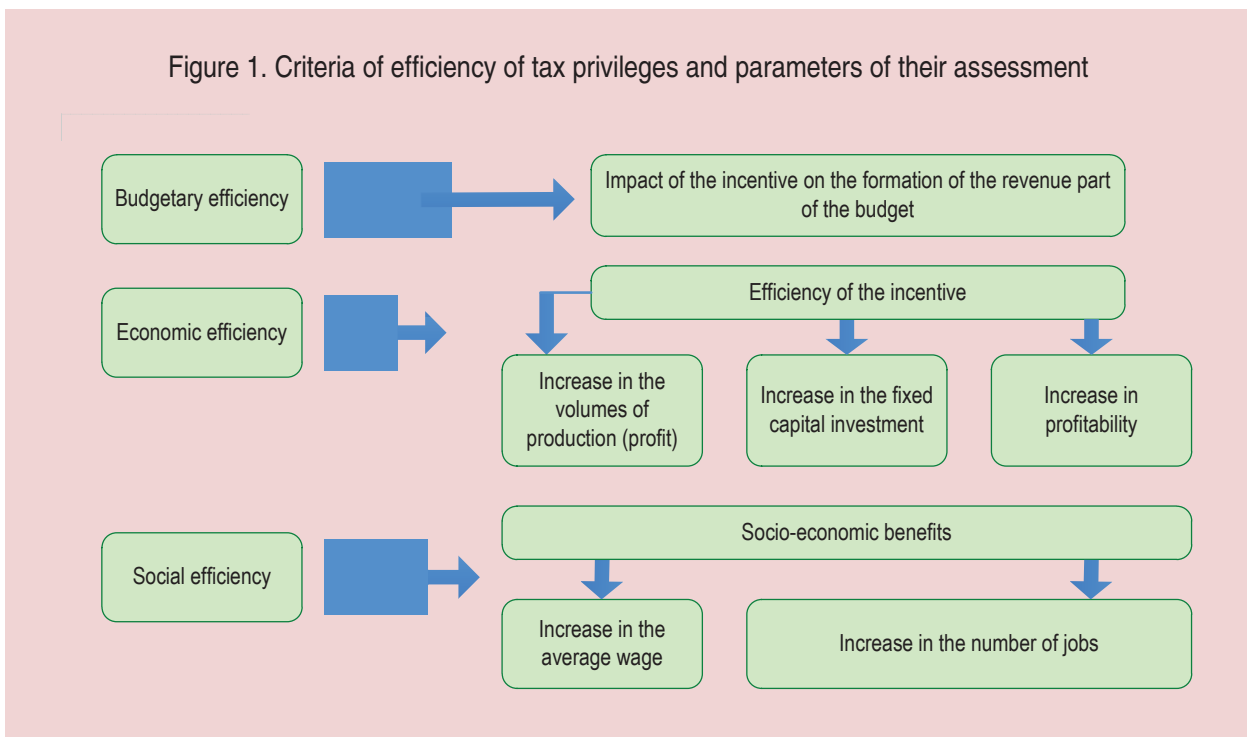 Figure 1. Criteria of efficiency of tax privileges and parameters of their assessment
Budgetary efficiency
Impact of the incentive on the formation of the revenue part
of the budget
Economic efficiency
Efficiency of the incentive
Increase in the
volumes of
production (profit)
Increase in the fixed
capital investment
Increase in
profitability
Social efficiency
Socio-economic benefits
Increase in the
average wage
Increase in the number of jobs